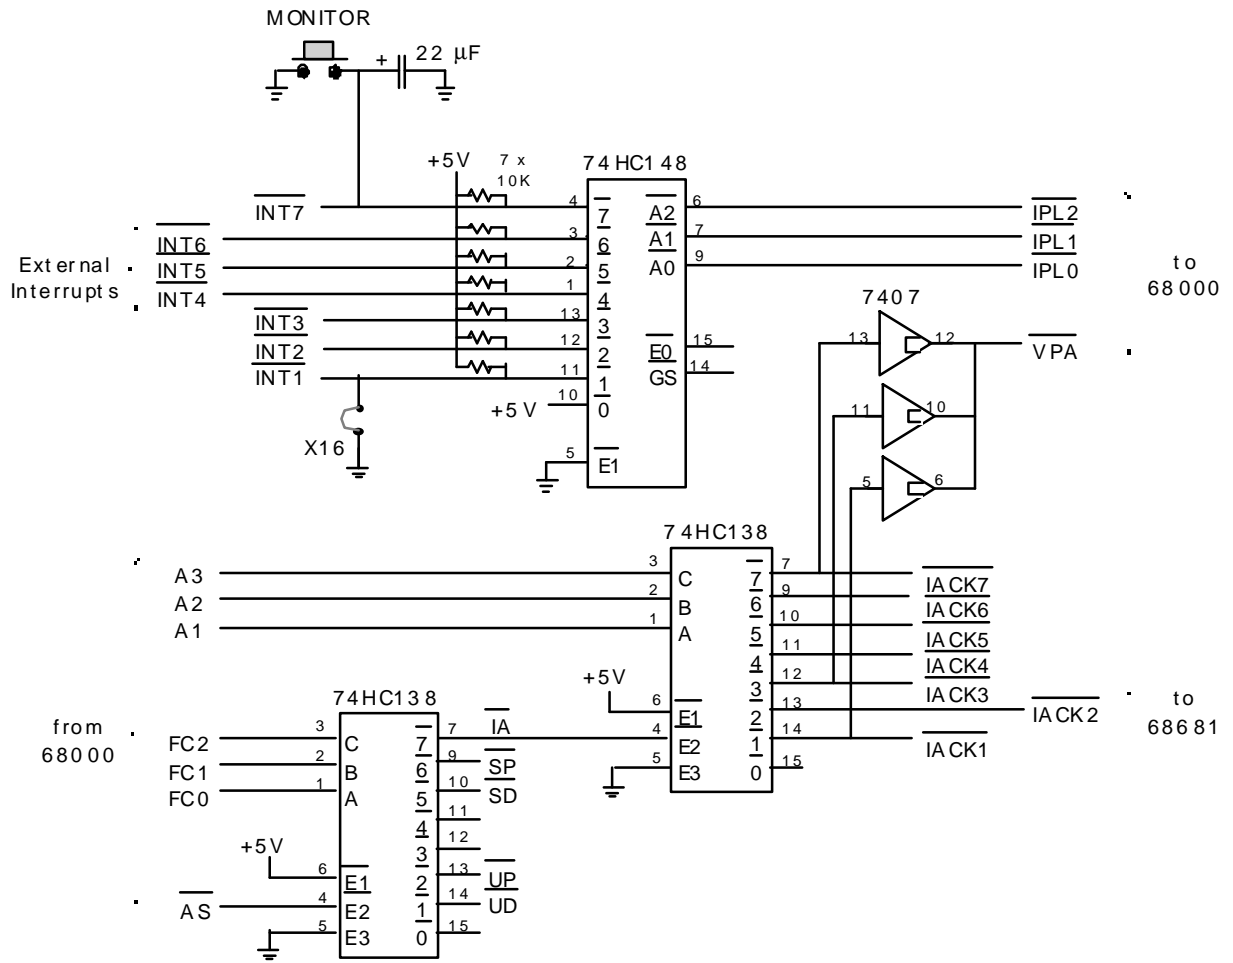 MONITOR
+ 22 μF
+5V 7 x 10K
74HC148
INT7 4 7 A2 6 IPL2
INT6 3 6 A1 7 IPL1
INT5 2 5 A0 9 IPL0
INT4 1 4
External Interrupts
to 68000
INT3 13 3
INT2 12 2 E0 15
INT1 11 1 GS 14
+5V 10 0
X16
5 E1
7407
13 12 VPA
11 10
5 6
74HC138
A3 3 C 7 7 IACK7
A2 2 B 6 9 IACK6
A1 1 A 5 10 IACK5
4 11 IACK4
3 12 IACK3
+5V 6 E1 2 13 IACK2
4 E2 1 14 IACK1
5 E3 0 15
to 68681
74HC138
from 68000
FC2 3 C 7 7 IA
FC1 2 B 6 9 SP
FC0 1 A 5 10 SD
4 11
3 12
+5V 6 E1 2 13 UP
AS 4 E2 1 14 UD
5 E3 0 15